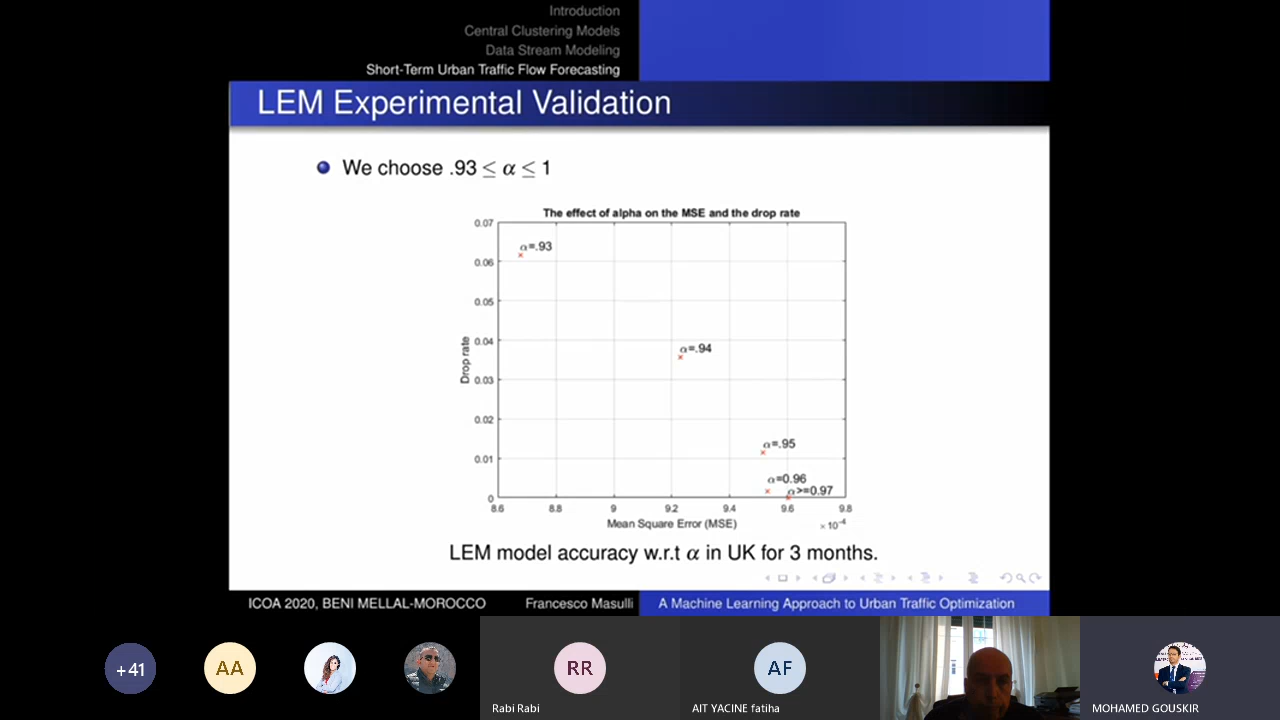 Introduction
Central Clustering Models
Data Stream Modeling
Short-Term Urban Traffic Flow Forecasting
LEM Experimental Validation
We choose .93 ≤ α ≤ 1
The effect of alpha on the MSE and the drop rate
0.07
0.06
0.05
0.04
0.03
0.02
0.01
0
Drop rate
α=.93
α=.94
α=.95
α=0.96
α>=0.97
8.6 8.8 9 9.2 9.4 9.6 9.8
Mean Square Error (MSE)
×10⁻⁴
LEM model accuracy w.r.t α in UK for 3 months.
ICOA 2020, BENI MELLAL-MOROCCO Francesco Masulli A Machine Learning Approach to Urban Traffic Optimization
+41 AA RR AF
Rabi Rabi AIT YACINE fatiha MOHAMED GOUSKIR